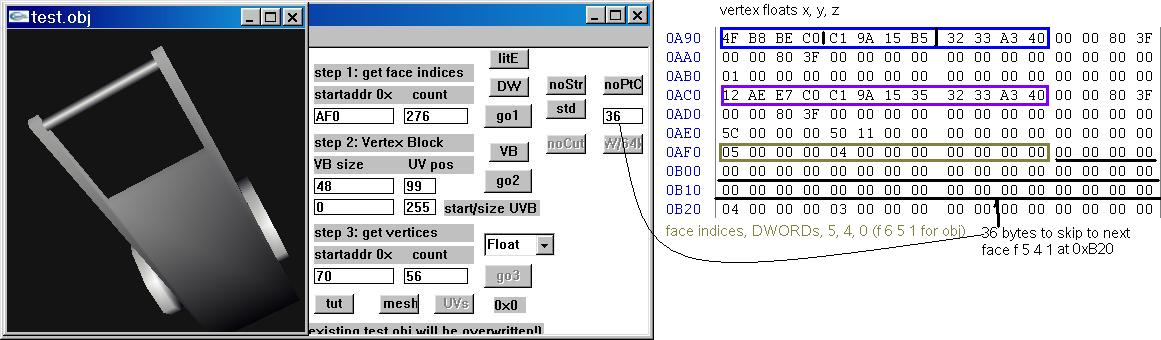 test.obj
step 1: get face indices
startaddr 0x count
AF0 276
litE
DW
go1
noStr
std
noPtC
36
step 2: Vertex Block
VB size UV pos
48 99
0 255 start/size UVB
VB
go2
noCut
W/64k
step 3: get vertices
startaddr 0x count
70 56
Float
go3
tut mesh UVs 0x0
existing test.obj will be overwritten!)
vertex floats x, y, z
0A90 4F B8 BE C0 C1 9A 15 B5 32 33 A3 40 00 00 80 3F
0AA0 00 00 80 3F 00 00 00 00 00 00 00 00 00 00 00 00
0AB0 01 00 00 00 00 00 00 00 00 00 00 00 00 00 00 00
0AC0 12 AE E7 C0 C1 9A 15 35 32 33 A3 40 00 00 80 3F
0AD0 00 00 80 3F 00 00 00 00 00 00 00 00 00 00 00 00
0AE0 5C 00 00 00 50 11 00 00 00 00 00 00 00 00 00 00
0AF0 05 00 00 00 04 00 00 00 00 00 00 00 00 00 00 00
0B00 00 00 00 00 00 00 00 00 00 00 00 00 00 00 00 00
0B10 00 00 00 00 00 00 00 00 00 00 00 00 00 00 00 00
0B20 04 00 00 00 03 00 00 00 00 00 00 00 00 00 00 00
face indices, DWORDs, 5, 4, 0 (f 6 5 1 for obj)
36 bytes to skip to next
face f 5 4 1 at 0xB20